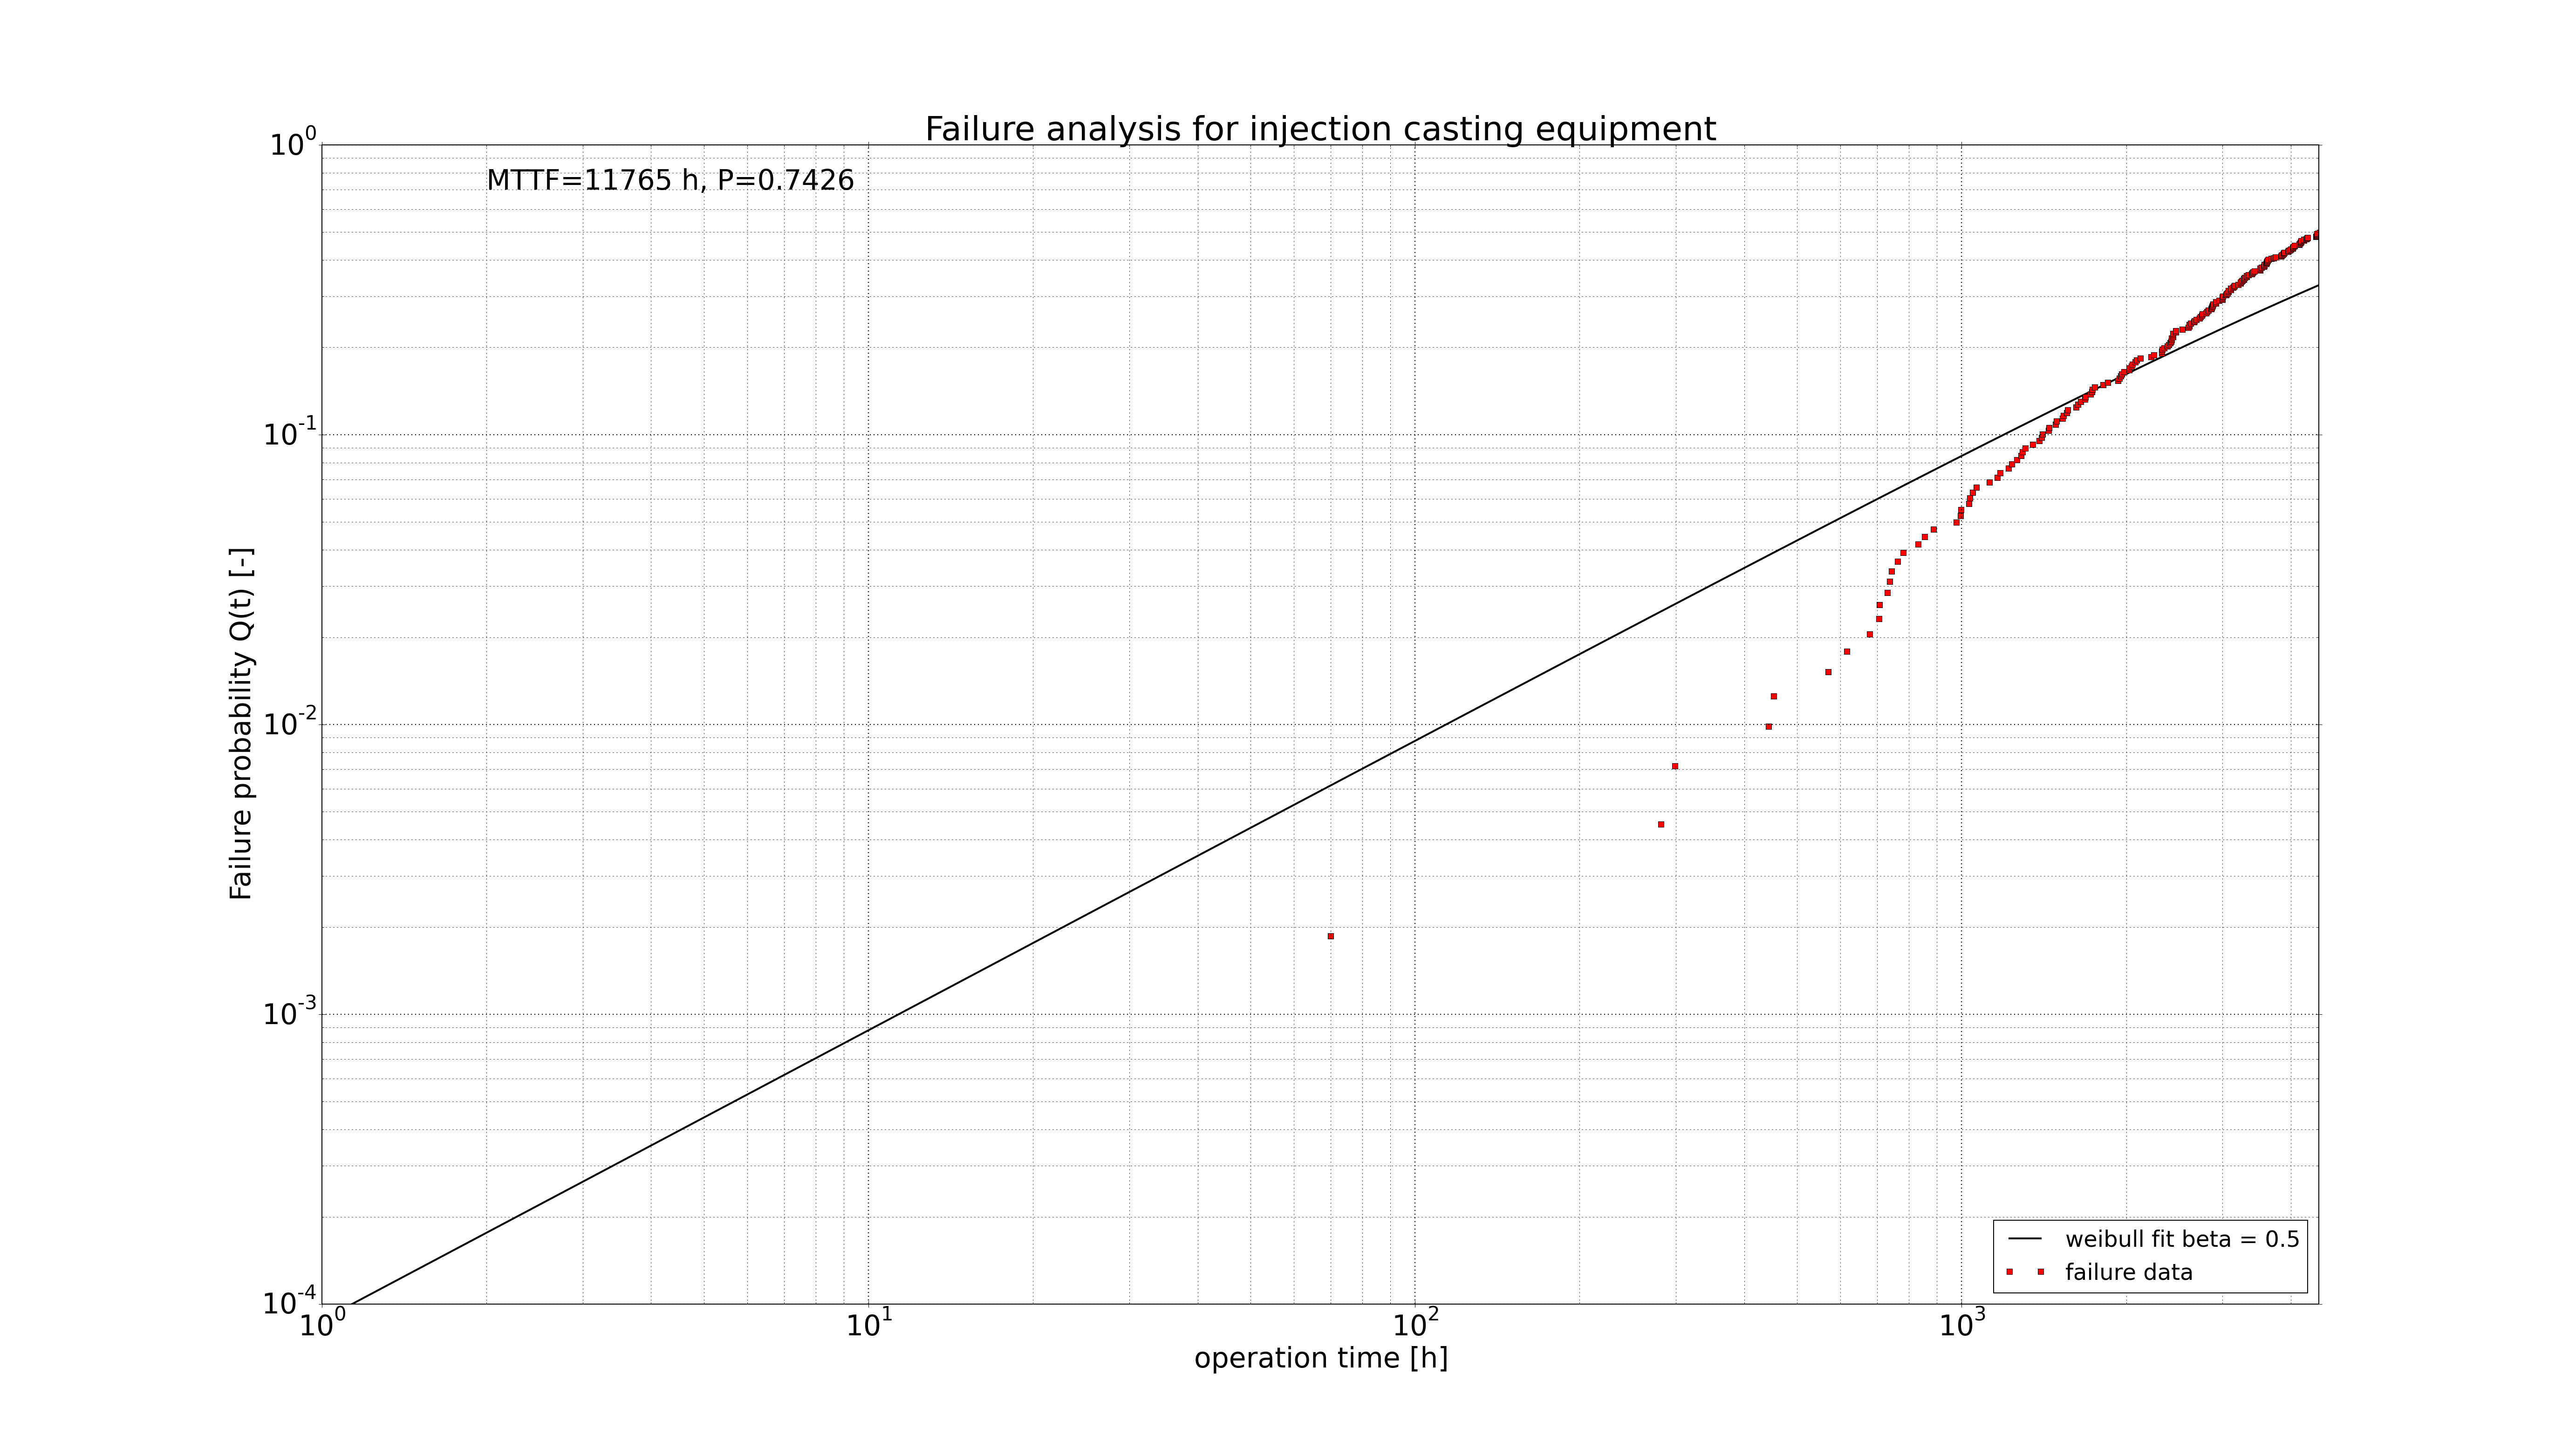 Failure analysis for injection casting equipment
MTTF=11765 h, P=0.7426
10^0
10^-1
10^-2
10^-3
10^-4
Failure probability Q(t) [-]
10^0 10^1 10^2 10^3
operation time [h]
weibull fit beta = 0.5
failure data